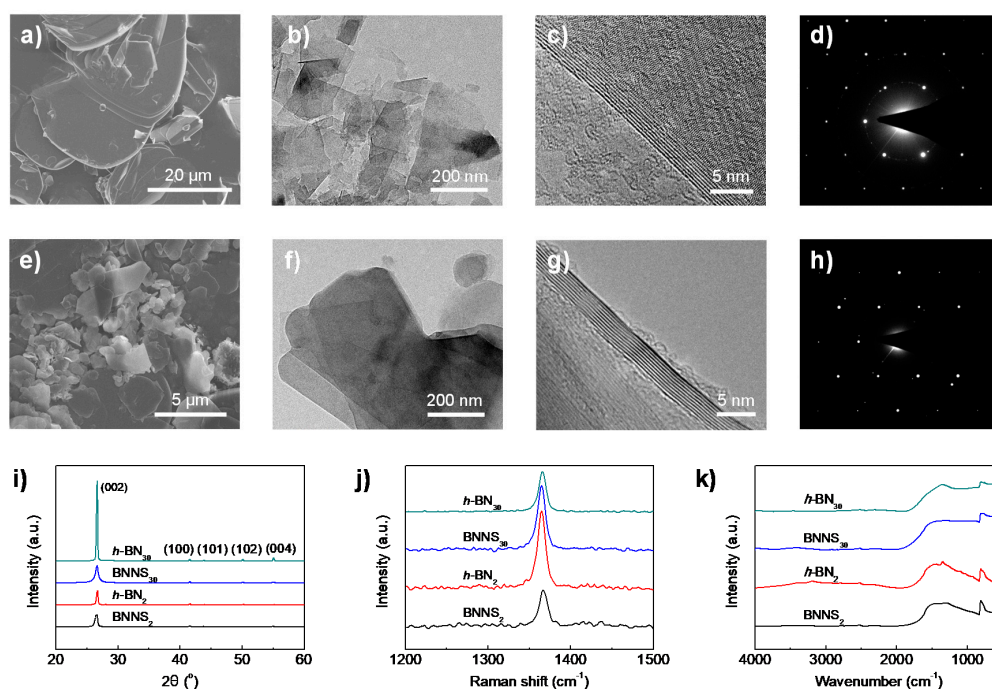 a)
20 µm
b)
200 nm
c)
5 nm
d)
e)
5 µm
f)
200 nm
g)
5 nm
h)
i)
(002)
(100) (101) (102) (004)
h-BN30
BNNS30
h-BN2
BNNS2
Intensity (a.u.)
20 30 40 50 60
2θ (°)
j)
h-BN30
BNNS30
h-BN2
BNNS2
Intensity (a.u.)
1200 1300 1400 1500
Raman shift (cm-1)
k)
h-BN30
BNNS30
h-BN2
BNNS2
Intensity (a.u.)
4000 3000 2000 1000
Wavenumber (cm-1)